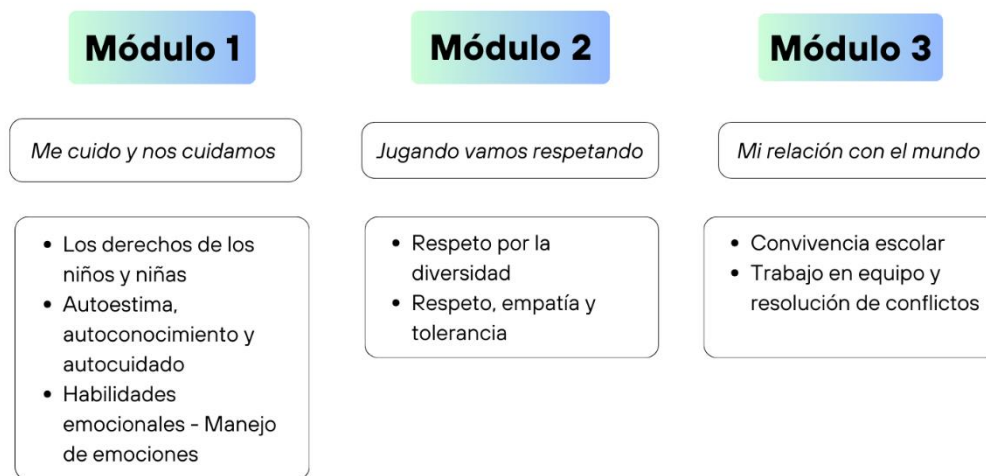 Módulo 1
Me cuido y nos cuidamos
• Los derechos de los
niños y niñas
• Autoestima,
autoconocimiento y
autocuidado
• Habilidades
emocionales - Manejo
de emociones
Módulo 2
Jugando vamos respetando
• Respeto por la
diversidad
• Respeto, empatía y
tolerancia
Módulo 3
Mi relación con el mundo
• Convivencia escolar
• Trabajo en equipo y
resolución de conflictos